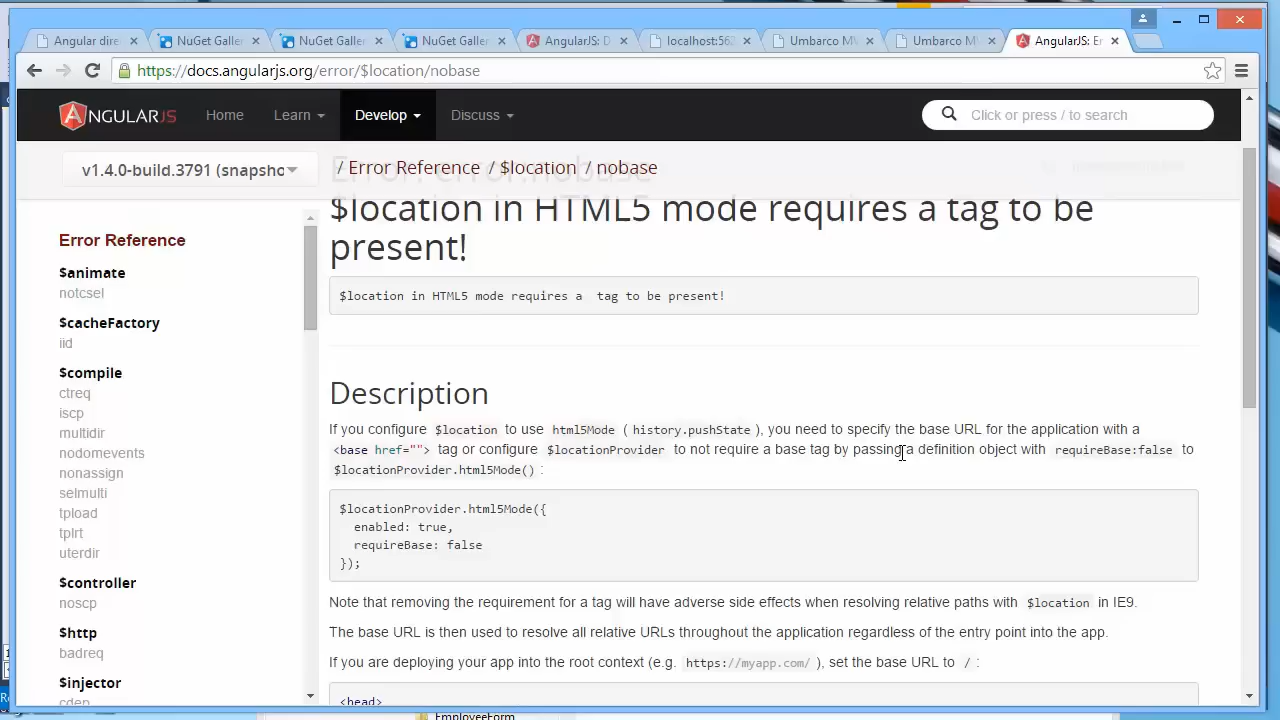 Angular dire
NuGet Galle
NuGet Galle
NuGet Galle
AngularJS: D
localhost:562
Umbarco MV
Umbarco MV
AngularJS: Er
https://docs.angularjs.org/error/$location/nobase
ANGULARJS
Home
Learn
Develop
Discuss
Click or press / to search
v1.4.0-build.3791 (snapsho
/ Error Reference / $location / nobase
Error: error:nobase
$location in HTML5 mode requires a tag to be
present!
$location in HTML5 mode requires a  tag to be present!
Error Reference
$animate
notcsel
$cacheFactory
iid
$compile
ctreq
iscp
multidir
nodomevents
nonassign
selmulti
tpload
tplrt
uterdir
$controller
noscp
$http
badreq
$injector
cdep
Description
If you configure $location to use html5Mode ( history.pushState ), you need to specify the base URL for the application with a
<base href=""> tag or configure $locationProvider to not require a base tag by passing a definition object with requireBase:false to
$locationProvider.html5Mode() :
$locationProvider.html5Mode({
enabled: true,
requireBase: false
});
Note that removing the requirement for a tag will have adverse side effects when resolving relative paths with $location in IE9.
The base URL is then used to resolve all relative URLs throughout the application regardless of the entry point into the app.
If you are deploying your app into the root context (e.g. https://myapp.com/ ), set the base URL to / :
<head>
EmployeeForm